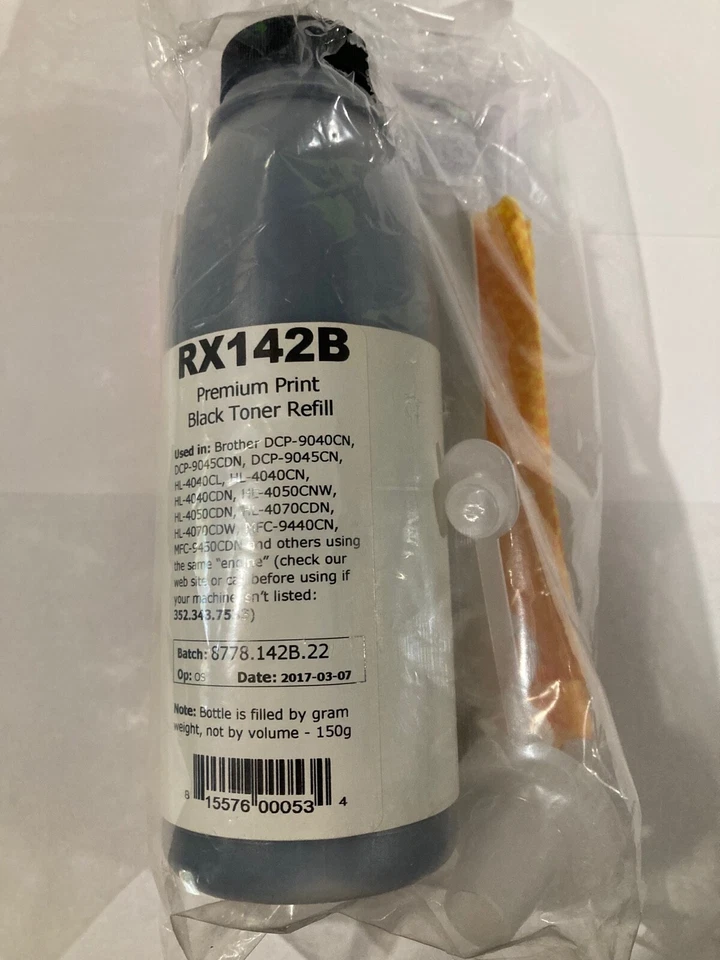 RX142B
Premium Print
Black Toner Refill
Used in: Brother DCP-9040CN,
DCP-9045CDN, DCP-9045CN,
HL-4040CL, HL-4040CN,
HL-4040CDN, HL-4050CNW,
HL-4050CDN, HL-4070CDN,
HL-4070CDW, MFC-9440CN,
MFC-9450CDN and others using
the same "engine" (check our
web site or call before using if
your machine isn't listed:
Batch: 8778.142B.22
Op: os Date: 2017-03-07
Note: Bottle is filled by gram
weight, not by volume - 150g
8 15576 00053 4